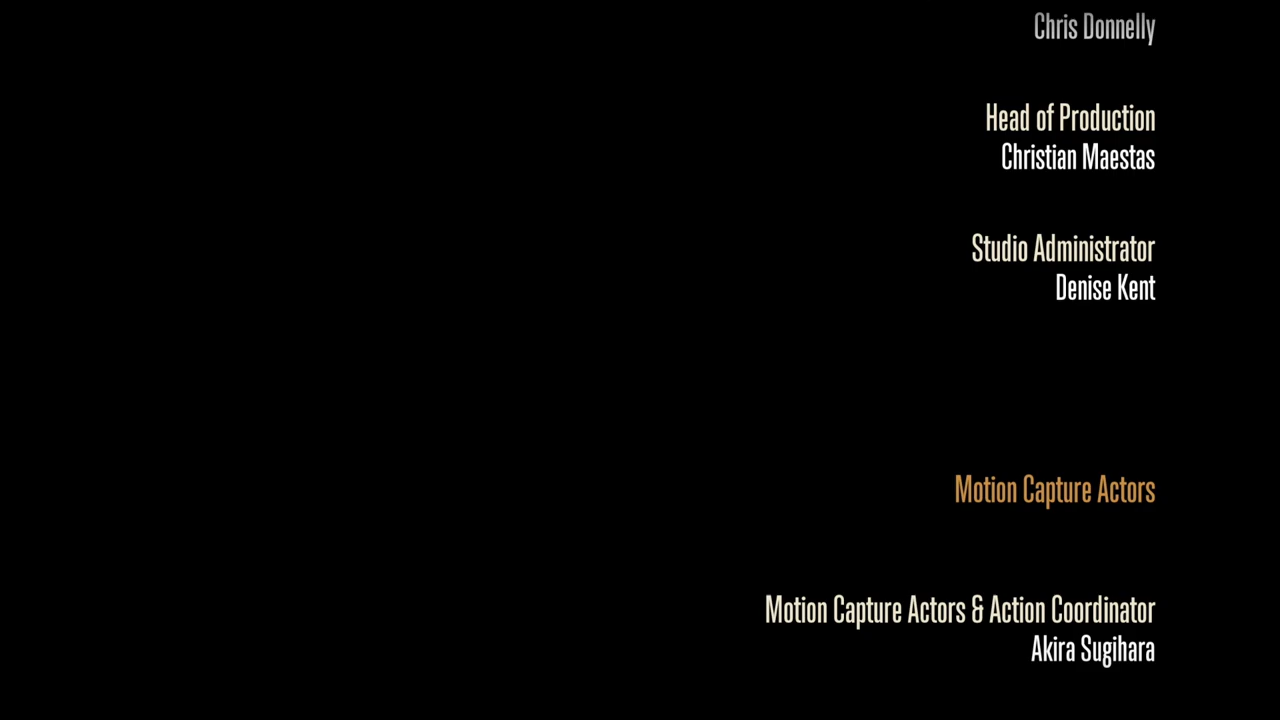 Chris Donnelly
Head of Production
Christian Maestas
Studio Administrator
Denise Kent
Motion Capture Actors
Motion Capture Actors & Action Coordinator
Akira Sugihara